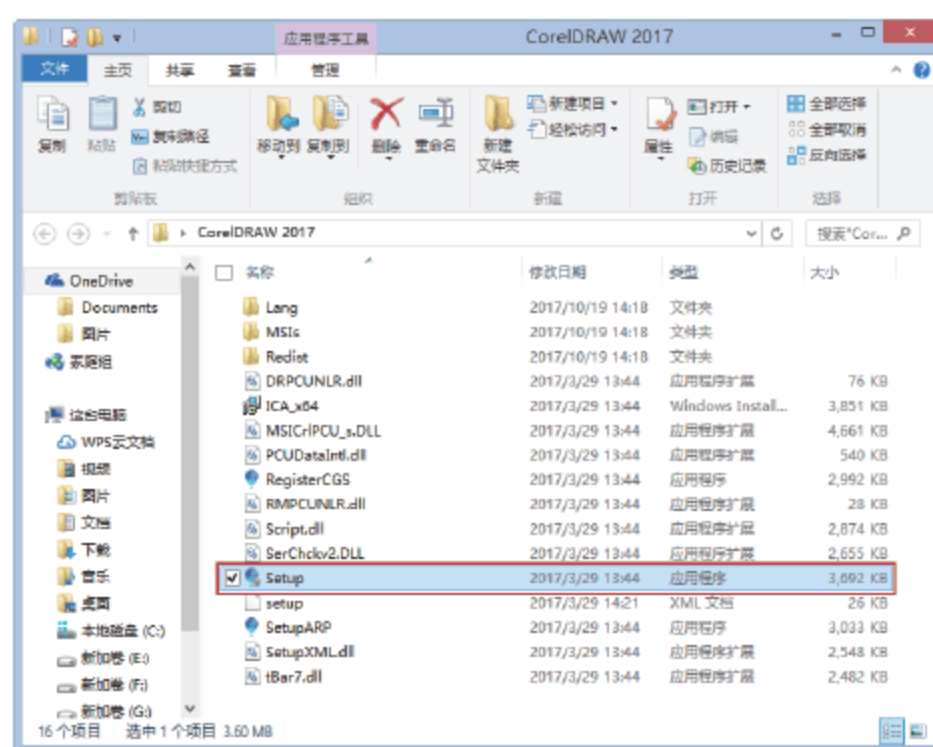 应用程序工具
CorelDRAW 2017
文件 主页 共享 查看 管理
复制
粘贴
剪切
复制路径
粘贴快捷方式
剪贴板
移动到 复制到 删除 重命名
组织
新建
文件夹
新建项目
轻松访问
新建
属性
打开
编辑
历史记录
打开
全部选择
全部取消
反向选择
选择
CorelDRAW 2017
搜索"Cor...
OneDrive
Documents
图片
家庭组
这台电脑
WPS云文档
视频
图片
文档
下载
音乐
桌面
本地磁盘 (C:)
新加卷 (E:)
新加卷 (F:)
新加卷 (G:)
名称 修改日期 类型 大小
Lang 2017/10/19 14:18 文件夹
MSIs 2017/10/19 14:18 文件夹
Redist 2017/10/19 14:18 文件夹
DRPCUNLR.dll 2017/3/29 13:44 应用程序扩展 76 KB
ICA_x64 2017/3/29 13:44 Windows Install... 3,851 KB
MSICrlPCU_s.DLL 2017/3/29 13:44 应用程序扩展 4,661 KB
PCUDataIntl.dll 2017/3/29 13:44 应用程序扩展 540 KB
RegisterCGS 2017/3/29 13:44 应用程序 2,992 KB
RMPCUNLR.dll 2017/3/29 13:44 应用程序扩展 28 KB
Script.dll 2017/3/29 13:44 应用程序扩展 2,874 KB
SerChckv2.DLL 2017/3/29 13:44 应用程序扩展 2,655 KB
Setup 2017/3/29 13:44 应用程序 3,692 KB
setup 2017/3/29 14:21 XML 文档 26 KB
SetupARP 2017/3/29 13:44 应用程序 3,033 KB
SetupXML.dll 2017/3/29 13:44 应用程序扩展 2,548 KB
tBar7.dll 2017/3/29 13:44 应用程序扩展 2,482 KB
16 个项目 选中 1 个项目 3.60 MB